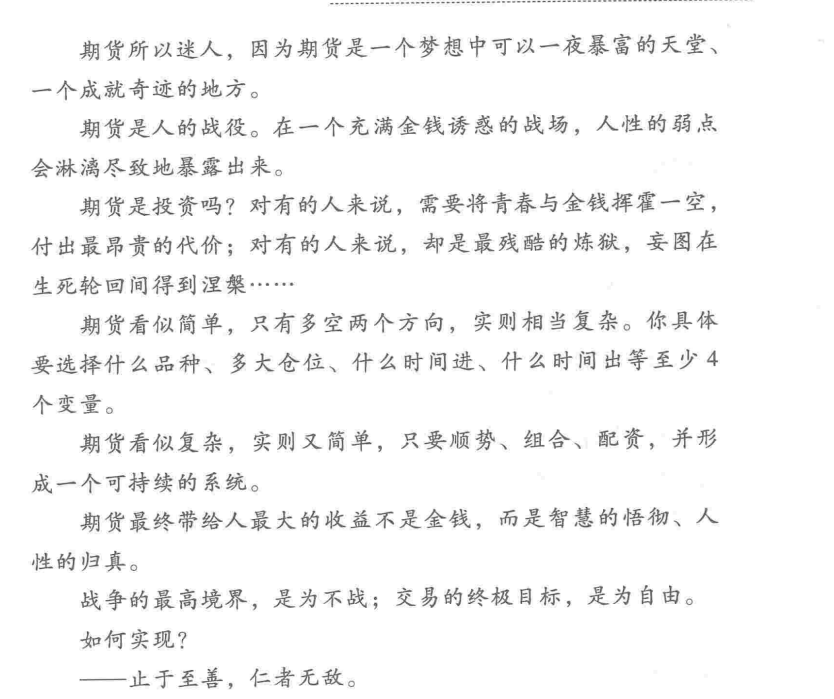 期货所以迷人，因为期货是一个梦想中可以一夜暴富的天堂、
一个成就奇迹的地方。
期货是人的战役。在一个充满金钱诱惑的战场，人性的弱点
会淋漓尽致地暴露出来。
期货是投资吗？对有的人来说，需要将青春与金钱挥霍一空，
付出最昂贵的代价；对有的人来说，却是最残酷的炼狱，妄图在
生死轮回间得到涅槃……
期货看似简单，只有多空两个方向，实则相当复杂。你具体
要选择什么品种、多大仓位、什么时间进、什么时间出等至少 4
个变量。
期货看似复杂，实则又简单，只要顺势、组合、配资，并形
成一个可持续的系统。
期货最终带给人最大的收益不是金钱，而是智慧的悟彻、人
性的归真。
战争的最高境界，是为不战；交易的终极目标，是为自由。
如何实现？
——止于至善，仁者无敌。